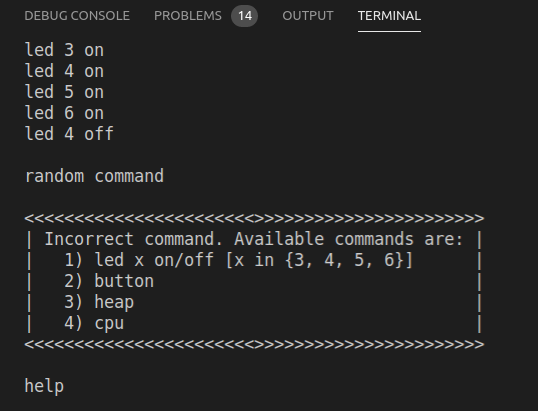 DEBUG CONSOLE PROBLEMS 14 OUTPUT TERMINAL
led 3 on
led 4 on
led 5 on
led 6 on
led 4 off
random command
<<<<<<<<<<<<<<<<<<<<<<<>>>>>>>>>>>>>>>>>>>>>>>
| Incorrect command. Available commands are: |
|   1) led x on/off [x in {3, 4, 5, 6}]      |
|   2) button                                |
|   3) heap                                  |
|   4) cpu                                   |
<<<<<<<<<<<<<<<<<<<<<<<>>>>>>>>>>>>>>>>>>>>>>>
help